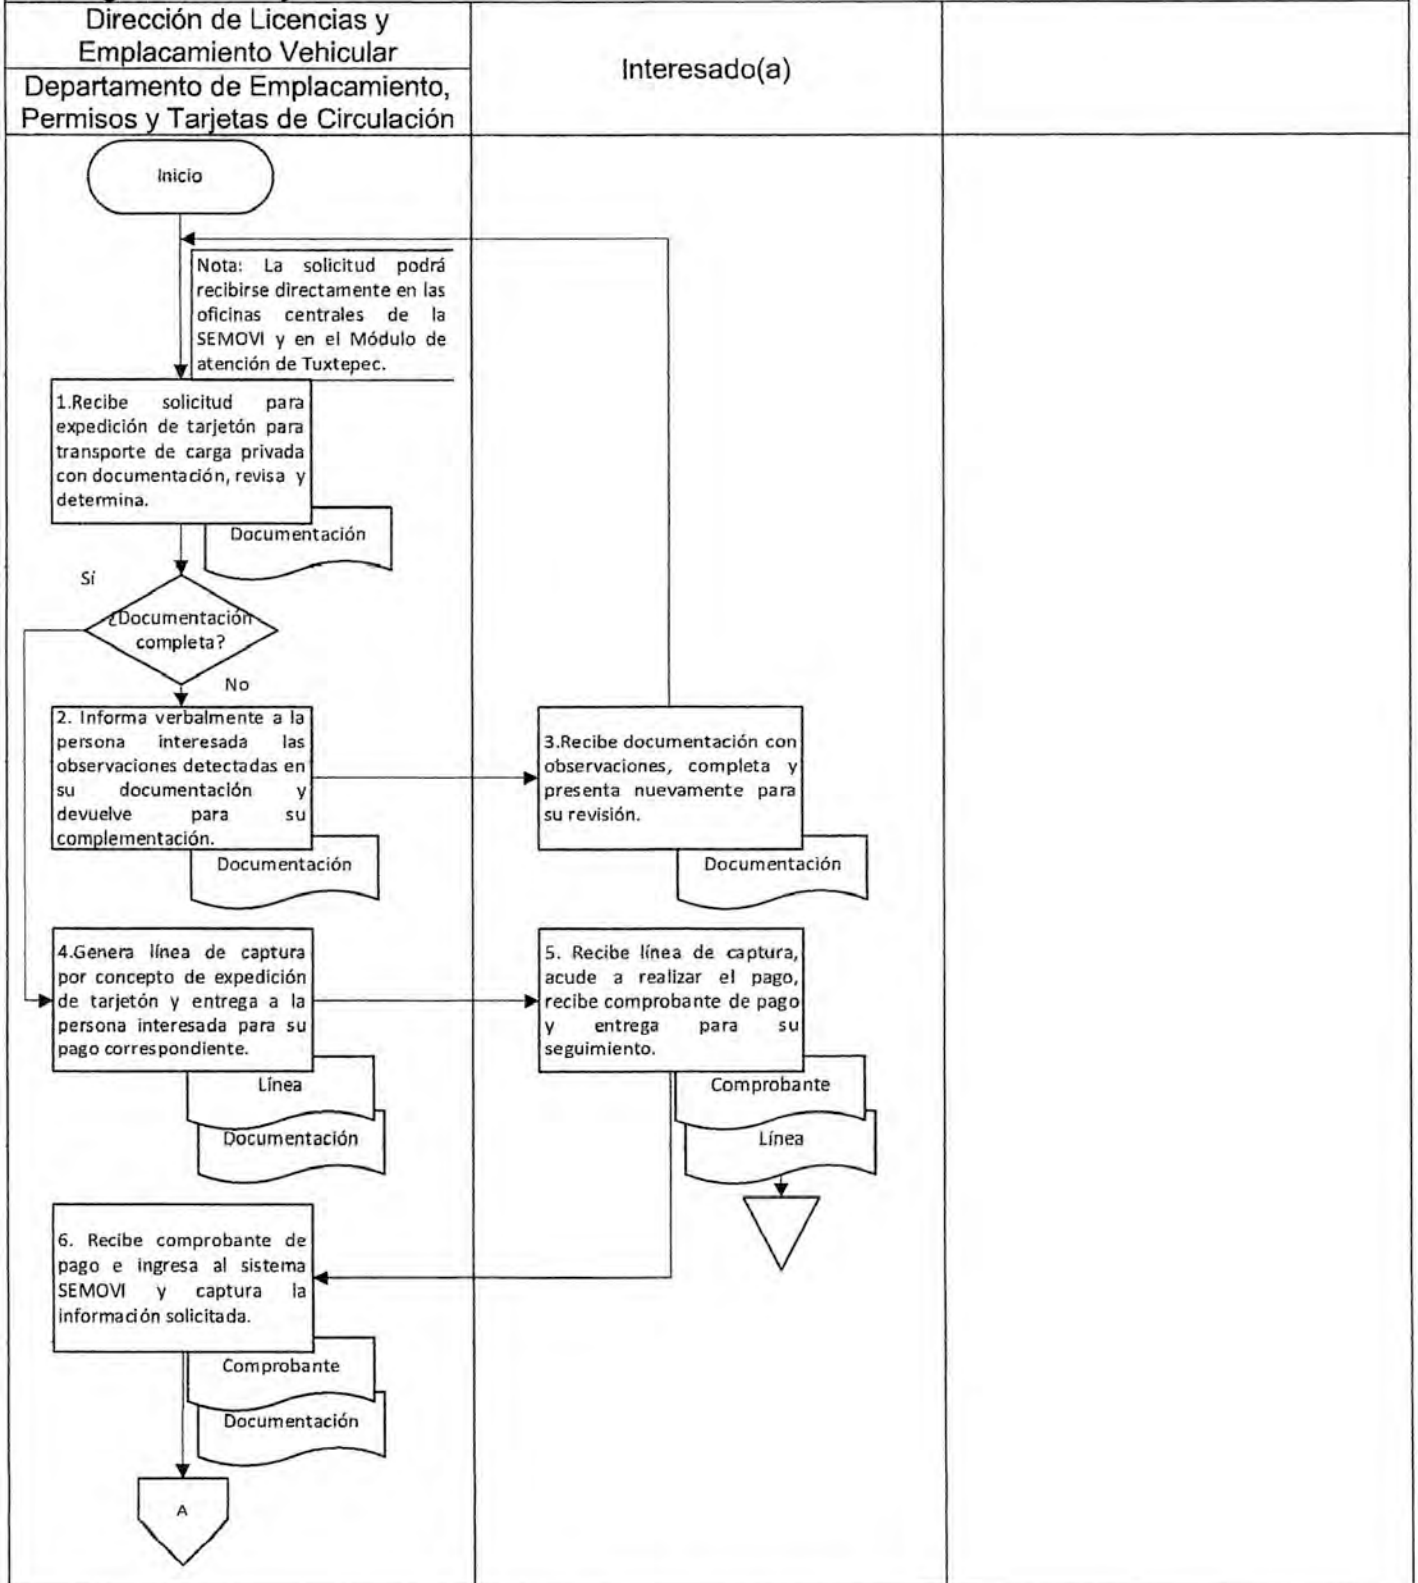 Dirección de Licencias y
Emplacamiento Vehicular
Departamento de Emplacamiento,
Permisos y Tarjetas de Circulación
Interesado(a)
Inicio
Nota: La solicitud podrá
recibirse directamente en las
oficinas centrales de la
SEMOVI y en el Módulo de
atención de Tuxtepec.
1.Recibe solicitud para
expedición de tarjetón para
transporte de carga privada
con documentación, revisa y
determina.
Documentación
Sí
¿Documentación
completa?
No
2. Informa verbalmente a la
persona interesada las
observaciones detectadas en
su documentación y
devuelve para su
complementación.
Documentación
3.Recibe documentación con
observaciones, completa y
presenta nuevamente para
su revisión.
Documentación
4.Genera línea de captura
por concepto de expedición
de tarjetón y entrega a la
persona interesada para su
pago correspondiente.
Línea
Documentación
5. Recibe línea de captura,
acude a realizar el pago,
recibe comprobante de pago
y entrega para su
seguimiento.
Comprobante
Línea
6. Recibe comprobante de
pago e ingresa al sistema
SEMOVI y captura la
información solicitada.
Comprobante
Documentación
A